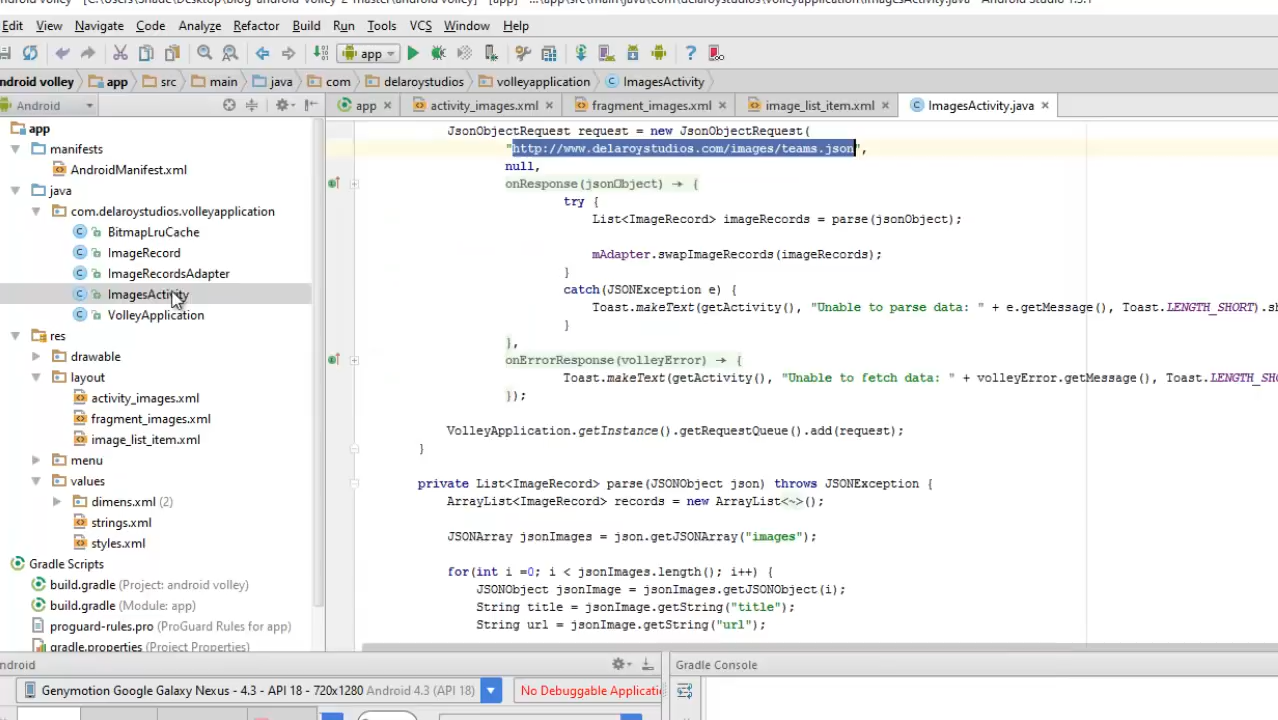 Edit View Navigate Code Analyze Refactor Build Run Tools VCS Window Help
app
ndroid volley app src main java com delaroystudios volleyapplication ImagesActivity
Android
app activity_images.xml fragment_images.xml image_list_item.xml ImagesActivity.java
app
manifests
AndroidManifest.xml
java
com.delaroystudios.volleyapplication
BitmapLruCache
ImageRecord
ImageRecordsAdapter
ImagesActivity
VolleyApplication
res
drawable
layout
activity_images.xml
fragment_images.xml
image_list_item.xml
menu
values
dimens.xml (2)
strings.xml
styles.xml
Gradle Scripts
build.gradle (Project: android volley)
build.gradle (Module: app)
proguard-rules.pro (ProGuard Rules for app)
gradle.properties (Project Properties)
JsonObjectRequest request = new JsonObjectRequest(
"http://www.delaroystudios.com/images/teams.json",
null,
onResponse(jsonObject) → {
try {
List<ImageRecord> imageRecords = parse(jsonObject);
mAdapter.swapImageRecords(imageRecords);
}
catch(JSONException e) {
Toast.makeText(getActivity(), "Unable to parse data: " + e.getMessage(), Toast.LENGTH_SHORT).s
}
},
onErrorResponse(volleyError) → {
Toast.makeText(getActivity(), "Unable to fetch data: " + volleyError.getMessage(), Toast.LENGTH_SHO
});
VolleyApplication.getInstance().getRequestQueue().add(request);
}
private List<ImageRecord> parse(JSONObject json) throws JSONException {
ArrayList<ImageRecord> records = new ArrayList<~>();
JSONArray jsonImages = json.getJSONArray("images");
for(int i =0; i < jsonImages.length(); i++) {
JSONObject jsonImage = jsonImages.getJSONObject(i);
String title = jsonImage.getString("title");
String url = jsonImage.getString("url");
ndroid
Gradle Console
Genymotion Google Galaxy Nexus - 4.3 - API 18 - 720x1280 Android 4.3 (API 18)
No Debuggable Applicati